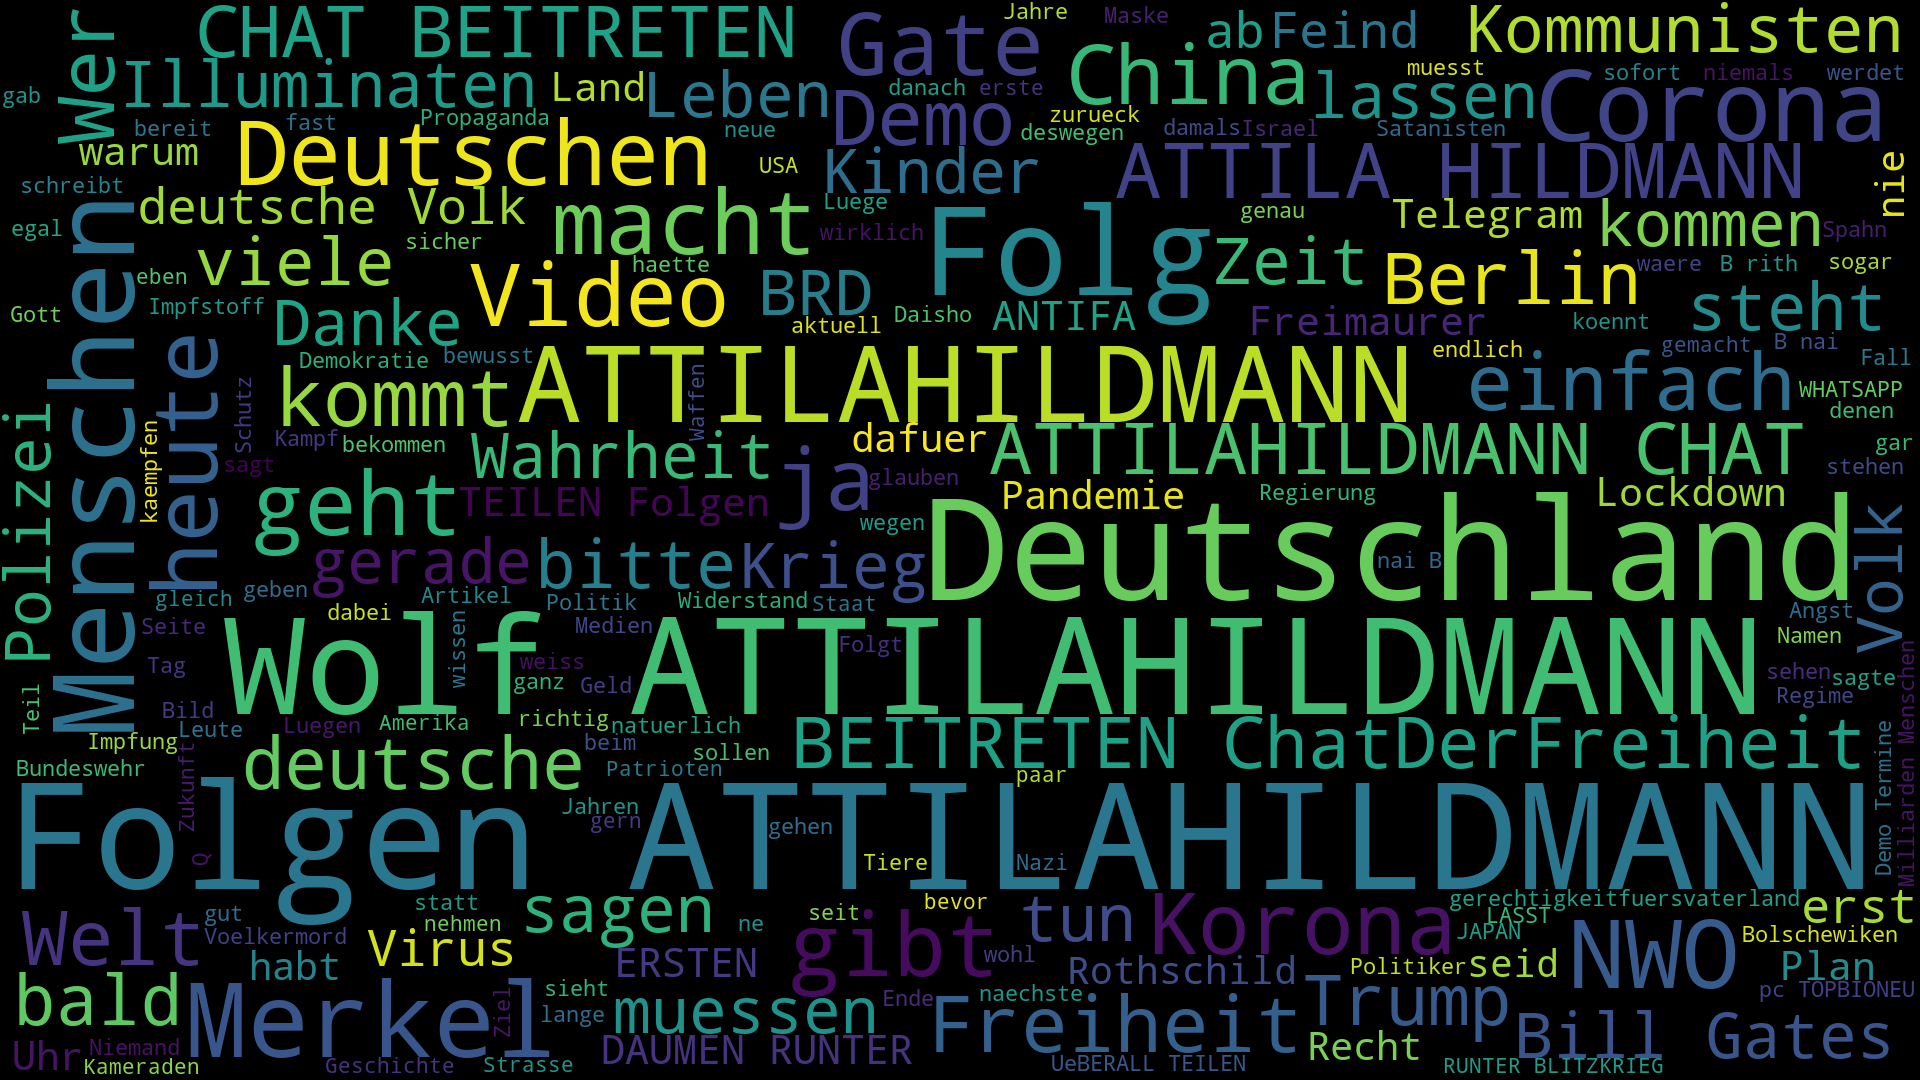 CHAT BEITRETEN
Gate
Jahre
Maske
ab
Feind
Kommunisten
Wer
Illuminaten
Land
Leben
danach
erste
China
muesst
lassen
sofort
niemals
werdet
Corona
gab
bereit
fast
Propaganda
neue
Demo
zurueck
deswegen
damals
Israel
Satanisten
warum
Deutschen
USA
Kinder
ATTILA HILDMANN
nie
schreibt
deutsche Volk
macht
Luege
Folg
genau
Telegram
kommen
Spahn
egal
Menschen
viele
sicher
wirklich
Zeit
Berlin
waere
B rith
sogar
eben
haette
Video
BRD
Gott
Impfstoff
Danke
aktuell
Daisho
ANTIFA
Freimaurer
koennt
steht
heute
Demokratie
bewusst
ATTILAHILDMANN
endlich
gemacht
B nai
Fall
kommt
Schutz
Waffen
einfach
WHATSAPP
denen
Polizei
kaempfen
Kampf
bekommen
Wahrheit
dafuer
ATTILAHILDMANN CHAT
gar
sagt
ja
glauben
stehen
geht
TEILEN Folgen
Pandemie
Regierung
Lockdown
wegen
Deutschland
Volk
gerade
bitte
Krieg
nai B
gleich
geben
Artikel
Politik
Widerstand
Staat
Angst
dabei
Seite
Wolf ATTILAHILDMANN
wissen
Medien
Folgt
Namen
Tag
weiss
ganz
Geld
sehen
sagte
Regime
Milliarden Menschen
Teil
Bild
Leute
Luegen
Amerika
richtig
natuerlich
BEITRETEN ChatDerFreiheit
Impfung
beim
sollen
deutsche
Bundeswehr
Zukunft
Patrioten
paar
Demo Termine
Folgen ATTILAHILDMANN
Jahren
gern
gehen
Q
Tiere
Nazi
statt
sagen
bevor
gerechtigkeitfuersvaterland
erst
Welt
gut
nehmen
ne
seit
gibt
tun
Korona
LASST
JAPAN
NWO
Voelkermord
Virus
Bolschewiken
habt
ERSTEN
wohl
Rothschild
Politiker
seid
Plan
bald
Merkel
Ziel
sieht
lange
muessen
Ende
naechste
Freiheit
Trump
pc TOPBIONEU
Bill Gates
Uhr
Niemand
Kameraden
Geschichte
Strasse
DAUMEN RUNTER
UeBERALL TEILEN
Recht
RUNTER BLITZKRIEG